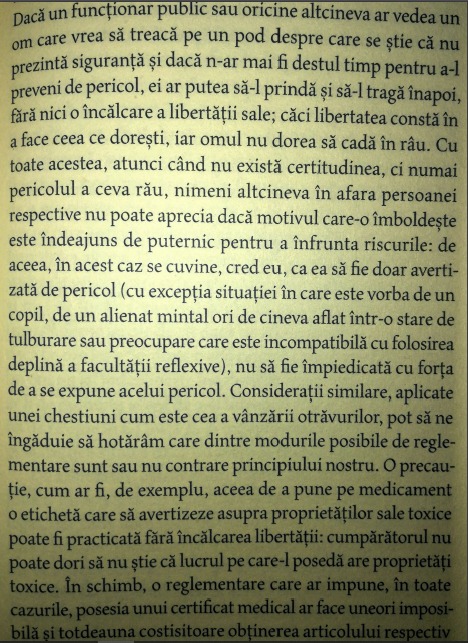 Dacă un funcționar public sau oricine altcineva ar vedea un
om care vrea să treacă pe un pod despre care se știe că nu
prezintă siguranță și dacă n-ar mai fi destul timp pentru a-l
preveni de pericol, ei ar putea să-l prindă și să-l tragă înapoi,
fără nici o încălcare a libertății sale; căci libertatea constă în
a face ceea ce dorești, iar omul nu dorea să cadă în râu. Cu
toate acestea, atunci când nu există certitudinea, ci numai
pericolul a ceva rău, nimeni altcineva în afara persoanei
respective nu poate aprecia dacă motivul care-o îmboldește
este îndeajuns de puternic pentru a înfrunta riscurile: de
aceea, în acest caz se cuvine, cred eu, ca ea să fie doar averti-
zată de pericol (cu excepția situației în care este vorba de un
copil, de un alienat mintal ori de cineva aflat într-o stare de
tulburare sau preocupare care este incompatibilă cu folosirea
deplină a facultății reflexive), nu să fie împiedicată cu forța
de a se expune acelui pericol. Considerații similare, aplicate
unei chestiuni cum este cea a vânzării otrăvurilor, pot să ne
îngăduie să hotărâm care dintre modurile posibile de regle-
mentare sunt sau nu contrare principiului nostru. O precau-
ție, cum ar fi, de exemplu, aceea de a pune pe medicament
o etichetă care să avertizeze asupra proprietăților sale toxice
poate fi practicată fără încălcarea libertății: cumpărătorul nu
poate dori să nu știe că lucrul pe care-l posedă are proprietăți
toxice. În schimb, o reglementare care ar impune, în toate
cazurile, posesia unui certificat medical ar face uneori imposi-
bilă și totdeauna costisitoare obținerea articolului respectiv